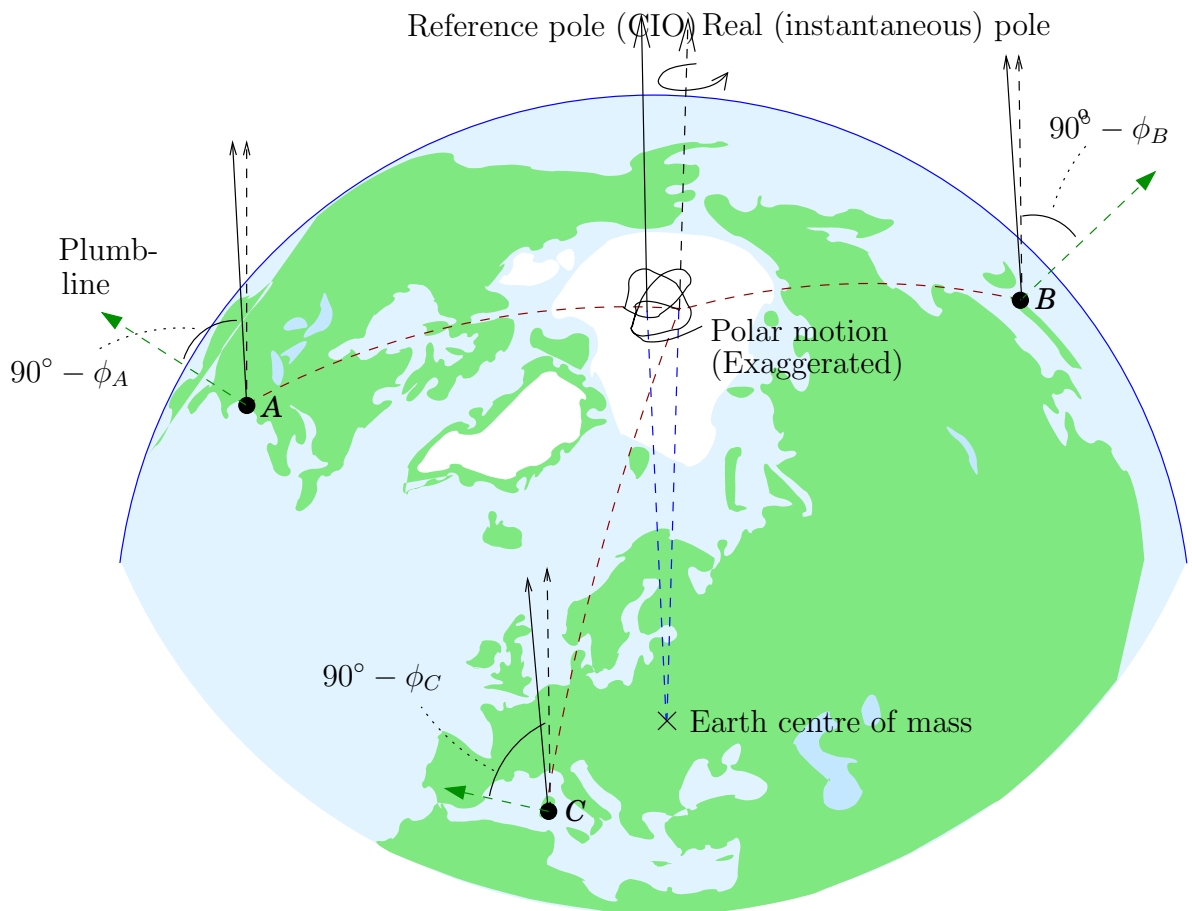 Reference pole (CIO) Real (instantaneous) pole
90° − ϕ_B
Plumb-
line
B
Polar motion
(Exaggerated)
90° − ϕ_A
A
90° − ϕ_C
Earth centre of mass
C